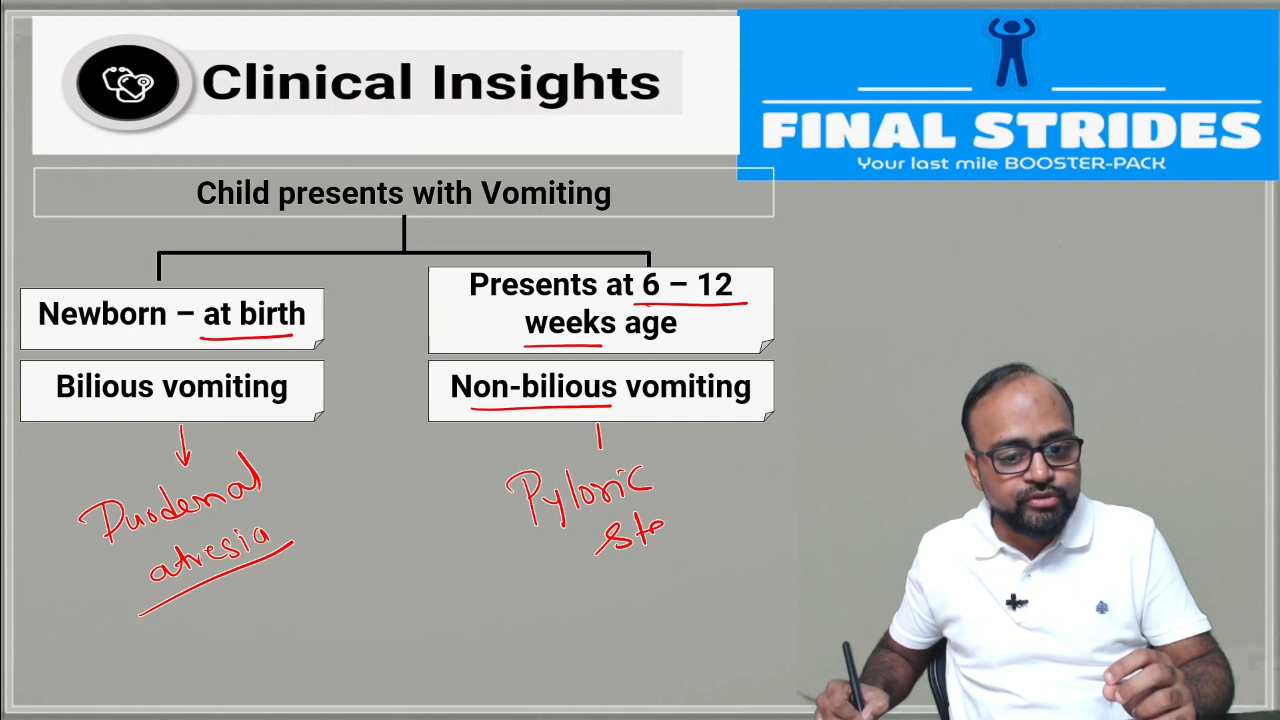 Clinical Insights
FINAL STRIDES
Your last mile BOOSTER-PACK
Child presents with Vomiting
Newborn – at birth
Bilious vomiting
Duodenal
atresia
Presents at 6 – 12
weeks age
Non-bilious vomiting
Pyloric
Ste